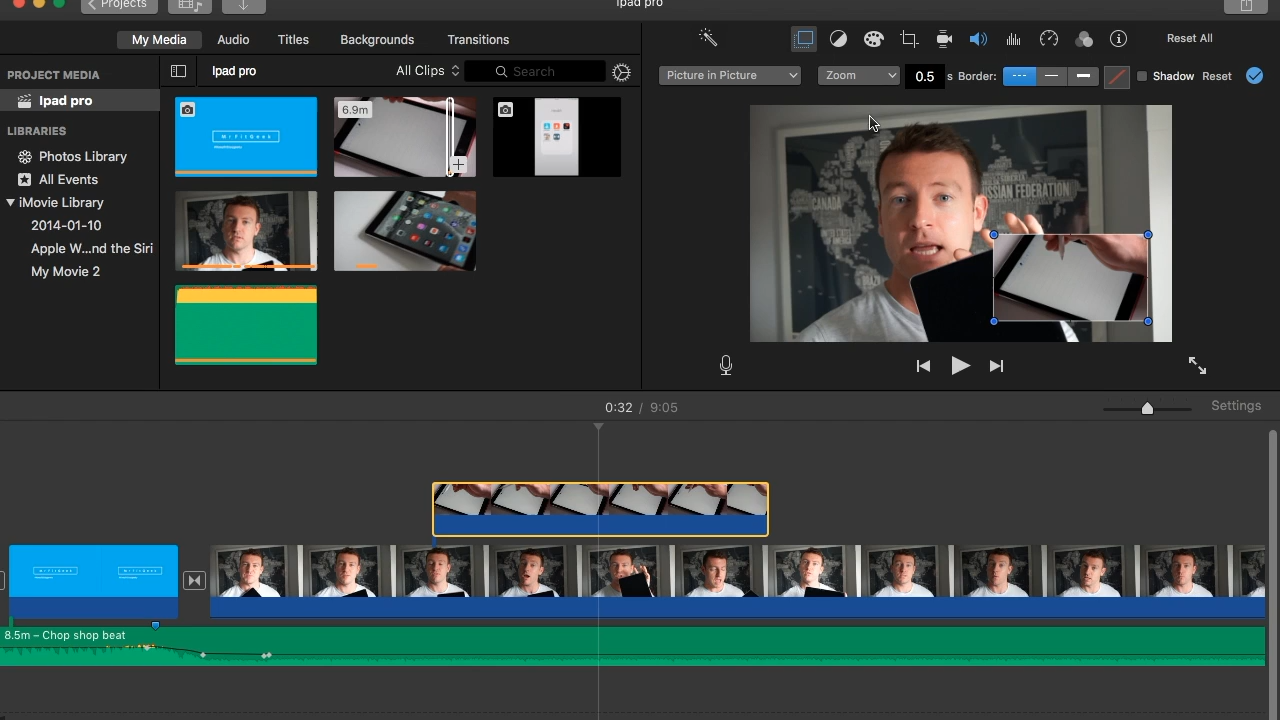 Projects
Ipad pro
My Media
Audio
Titles
Backgrounds
Transitions
Reset All
PROJECT MEDIA
Ipad pro
LIBRARIES
Photos Library
All Events
iMovie Library
2014-01-10
Apple W...nd the Siri
My Movie 2
Ipad pro
All Clips
Search
Picture in Picture
Zoom
0.5 s
Border:
Shadow
Reset
MrFitGeek
6.9m
CANADA
RUSSIAN FEDERATION
0:32 / 9:05
Settings
8.5m – Chop shop beat